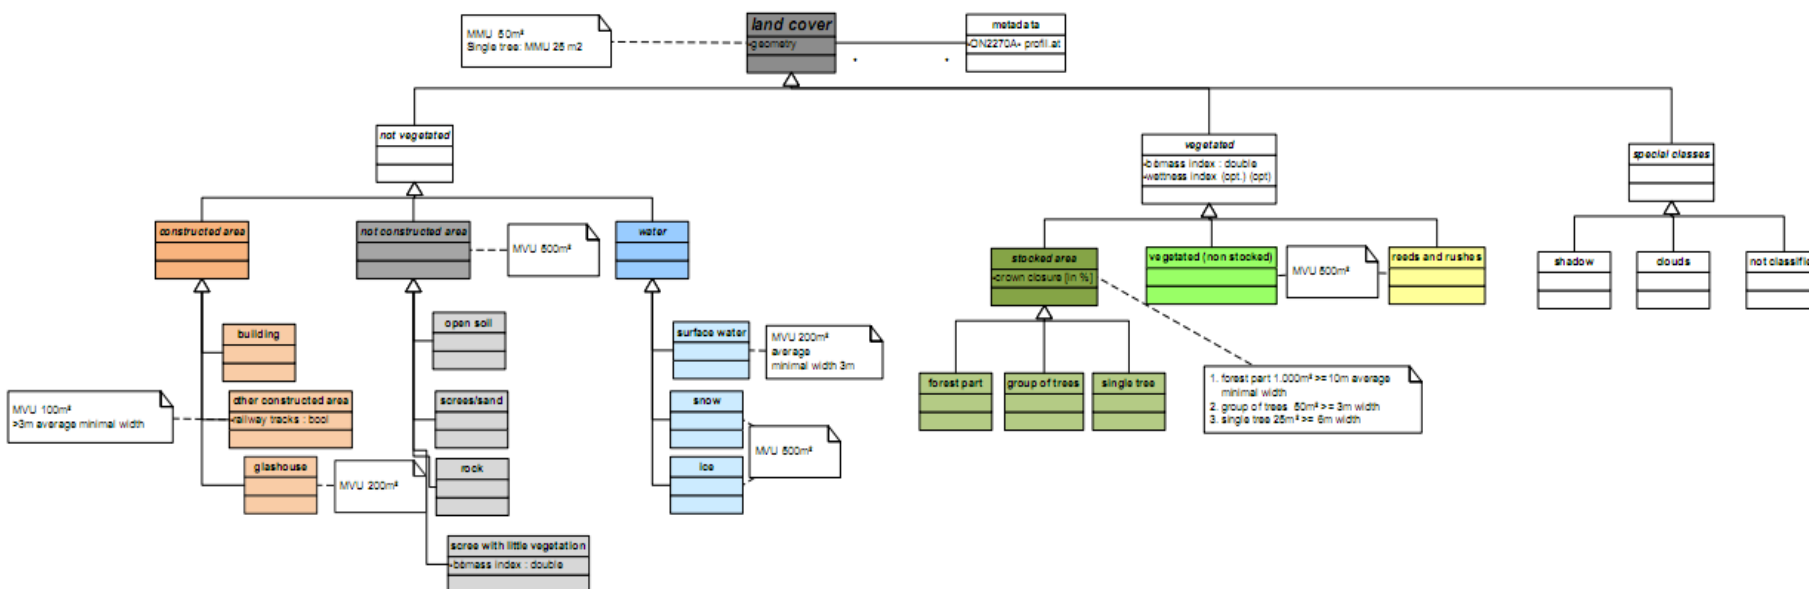 MMU 50m²
Single tree: MMU 25 m2
land cover
-geometry
metadata
-ON2270A- profil.at
*
*
not vegetated
vegetated
-biomass index : double
-wettness index (opt.) (opt)
special classes
constructed area
not constructed area
MVU 500m²
water
stocked area
-crown closure [in %]
vegetated (non stocked)
MVU 500m²
reeds and rushes
shadow
clouds
not classifie
building
open soil
surface water
MVU 200m²
average
minimal width 3m
forest part
group of trees
single tree
1. forest part 1.000m² >= 10m average
minimal width
2. group of trees 50m² >= 3m width
3. single tree 25m² >= 6m width
MVU 100m²
>3m average minimal width
other constructed area
-railway tracks : bool
screes/sand
snow
MVU 500m²
glashouse
MVU 200m²
rock
ice
scree with little vegetation
-biomass index : double